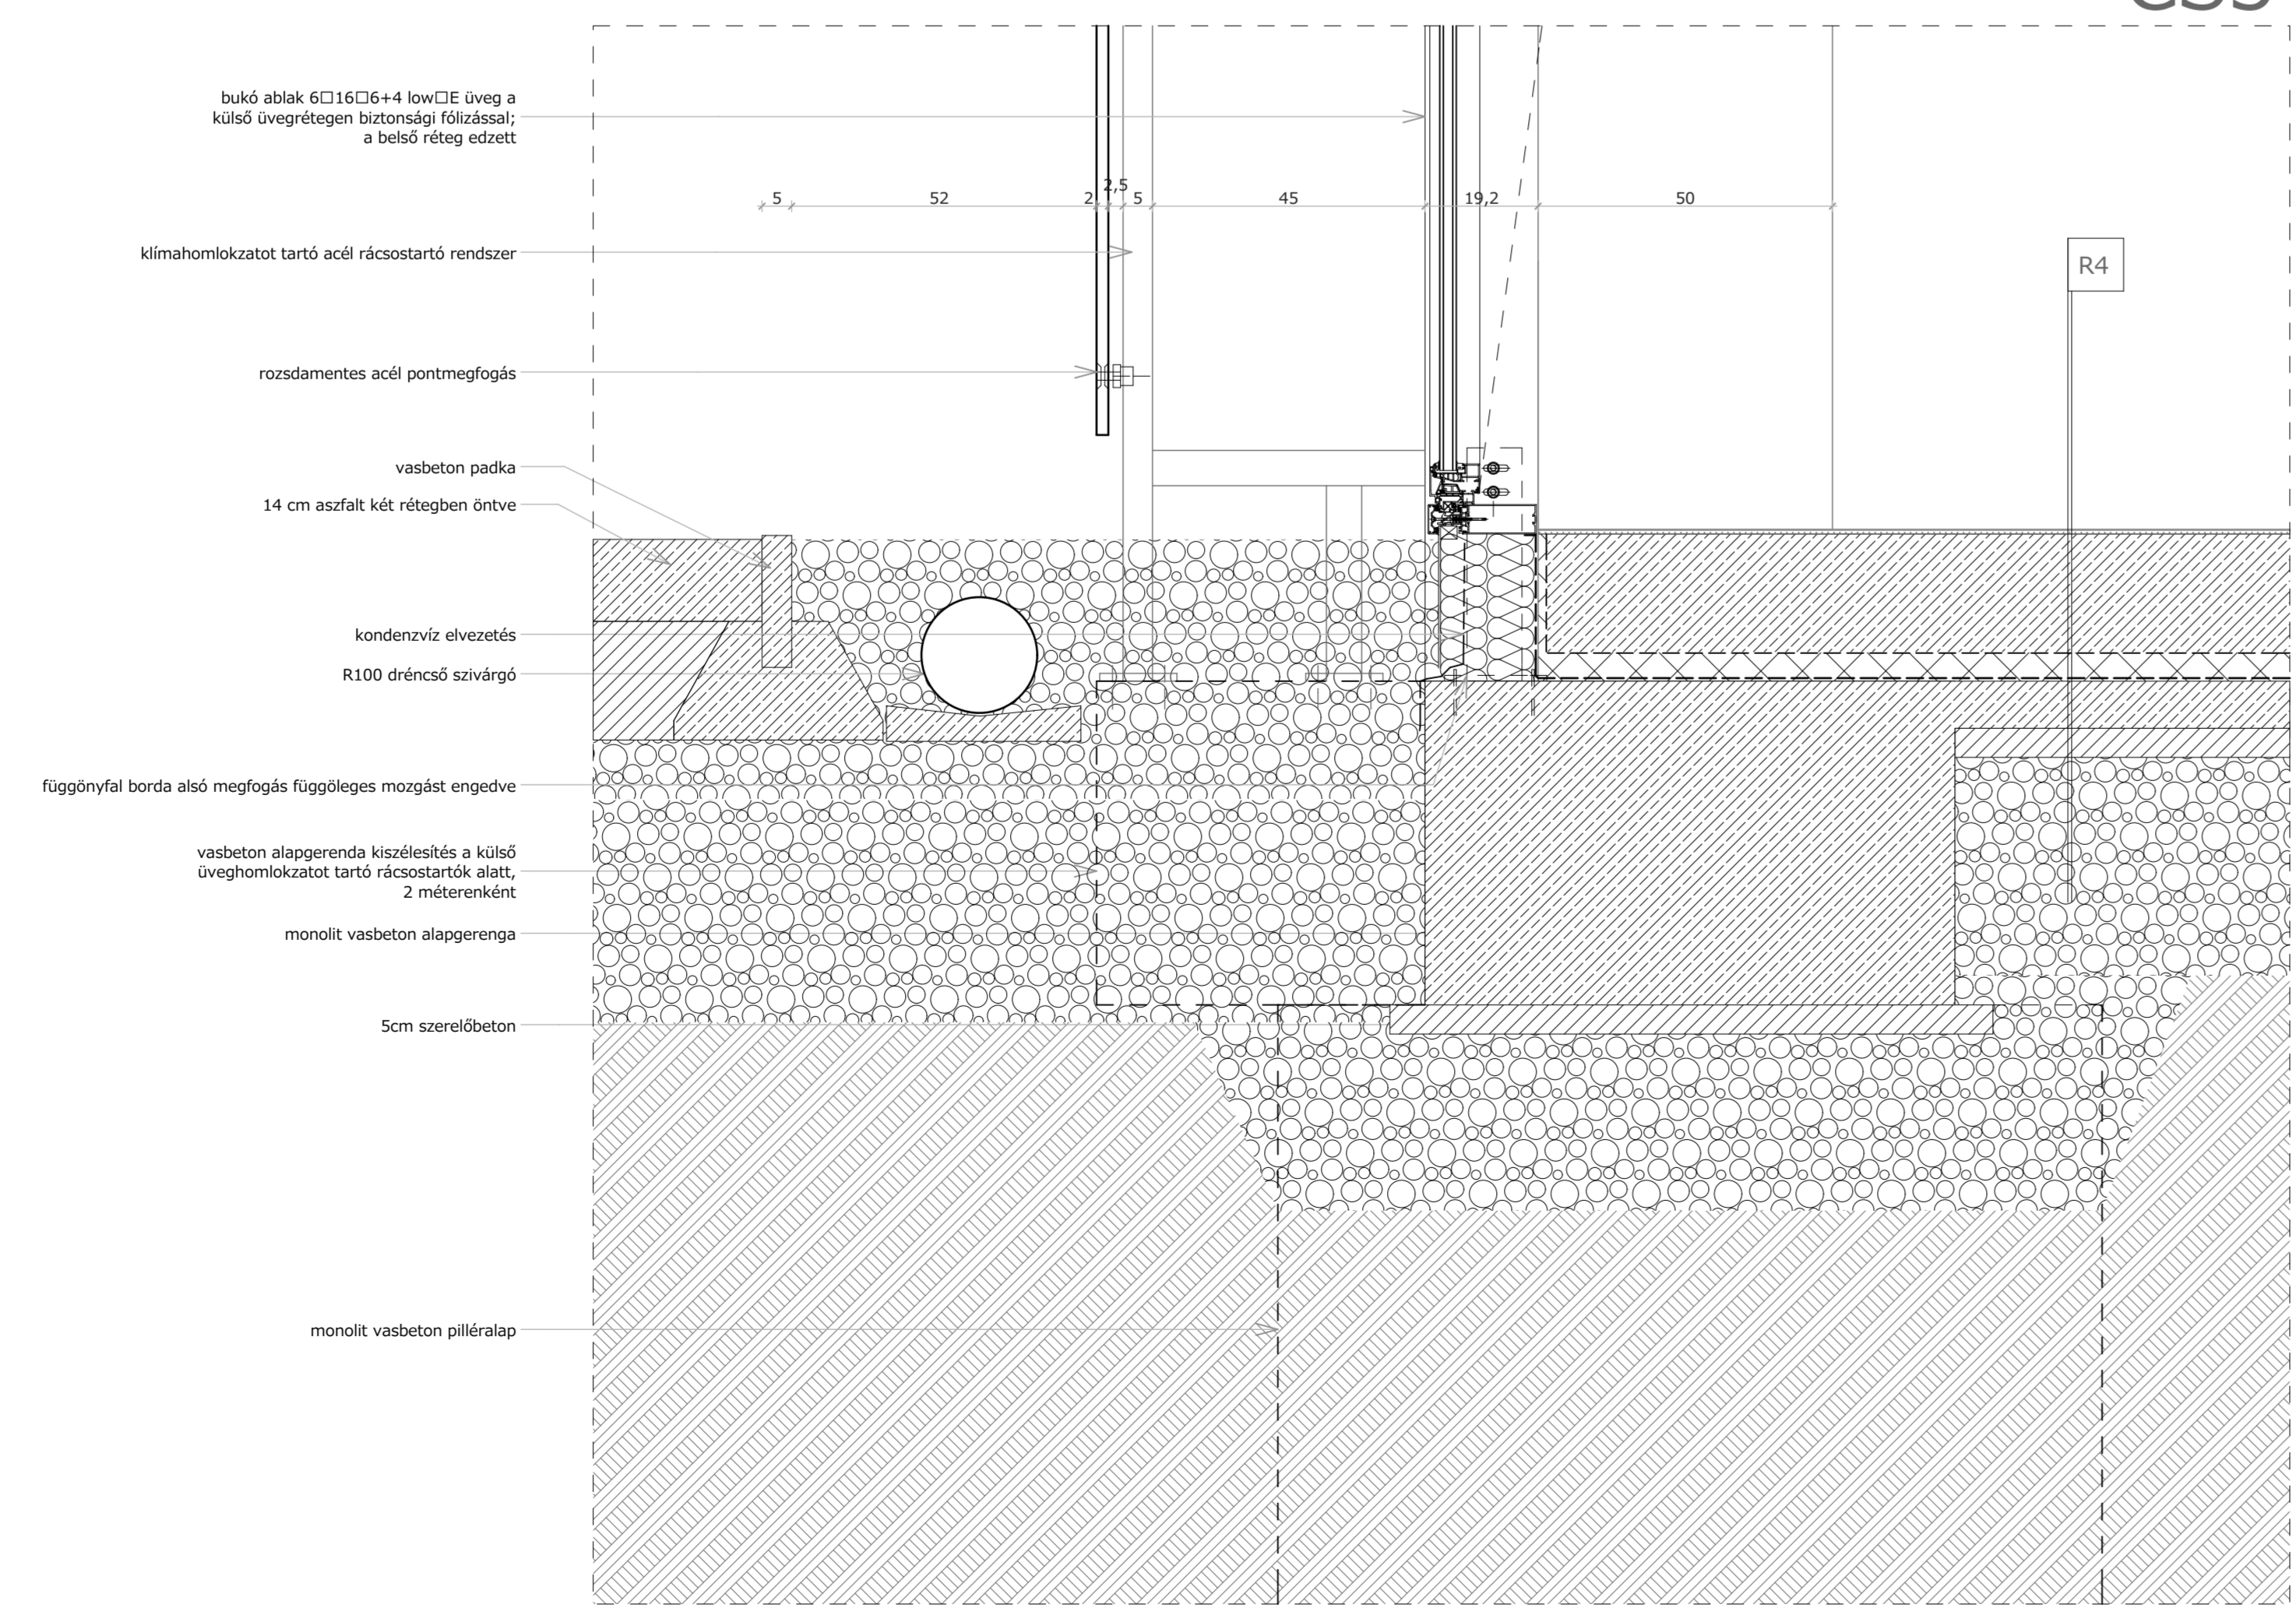 bukó ablak 6□16□6+4 low□E üveg a
külső üvegrétegen biztonsági fólizással;
a belső réteg edzett
5 52 2 2,5 5 45 19,2 50
klímahomlokzatot tartó acél rácsostartó rendszer
R4
rozsdamentes acél pontmegfogás
vasbeton padka
14 cm aszfalt két rétegben öntve
kondenzvíz elvezetés
R100 dréncső szivárgó
függönyfal borda alsó megfogás függöleges mozgást engedve
vasbeton alapgerenda kiszélesítés a külső
üveghomlokzatot tartó rácsostartók alatt,
2 méterenként
monolit vasbeton alapgerenga
5cm szerelőbeton
monolit vasbeton pilléralap